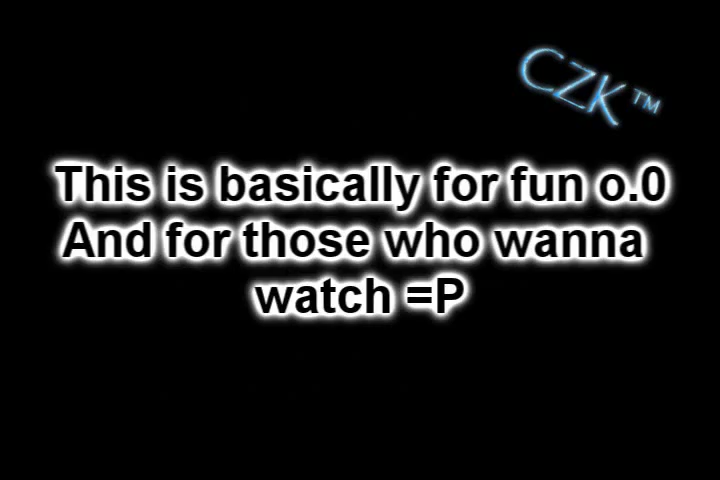 CZK™
This is basically for fun o.0
And for those who wanna
watch =P